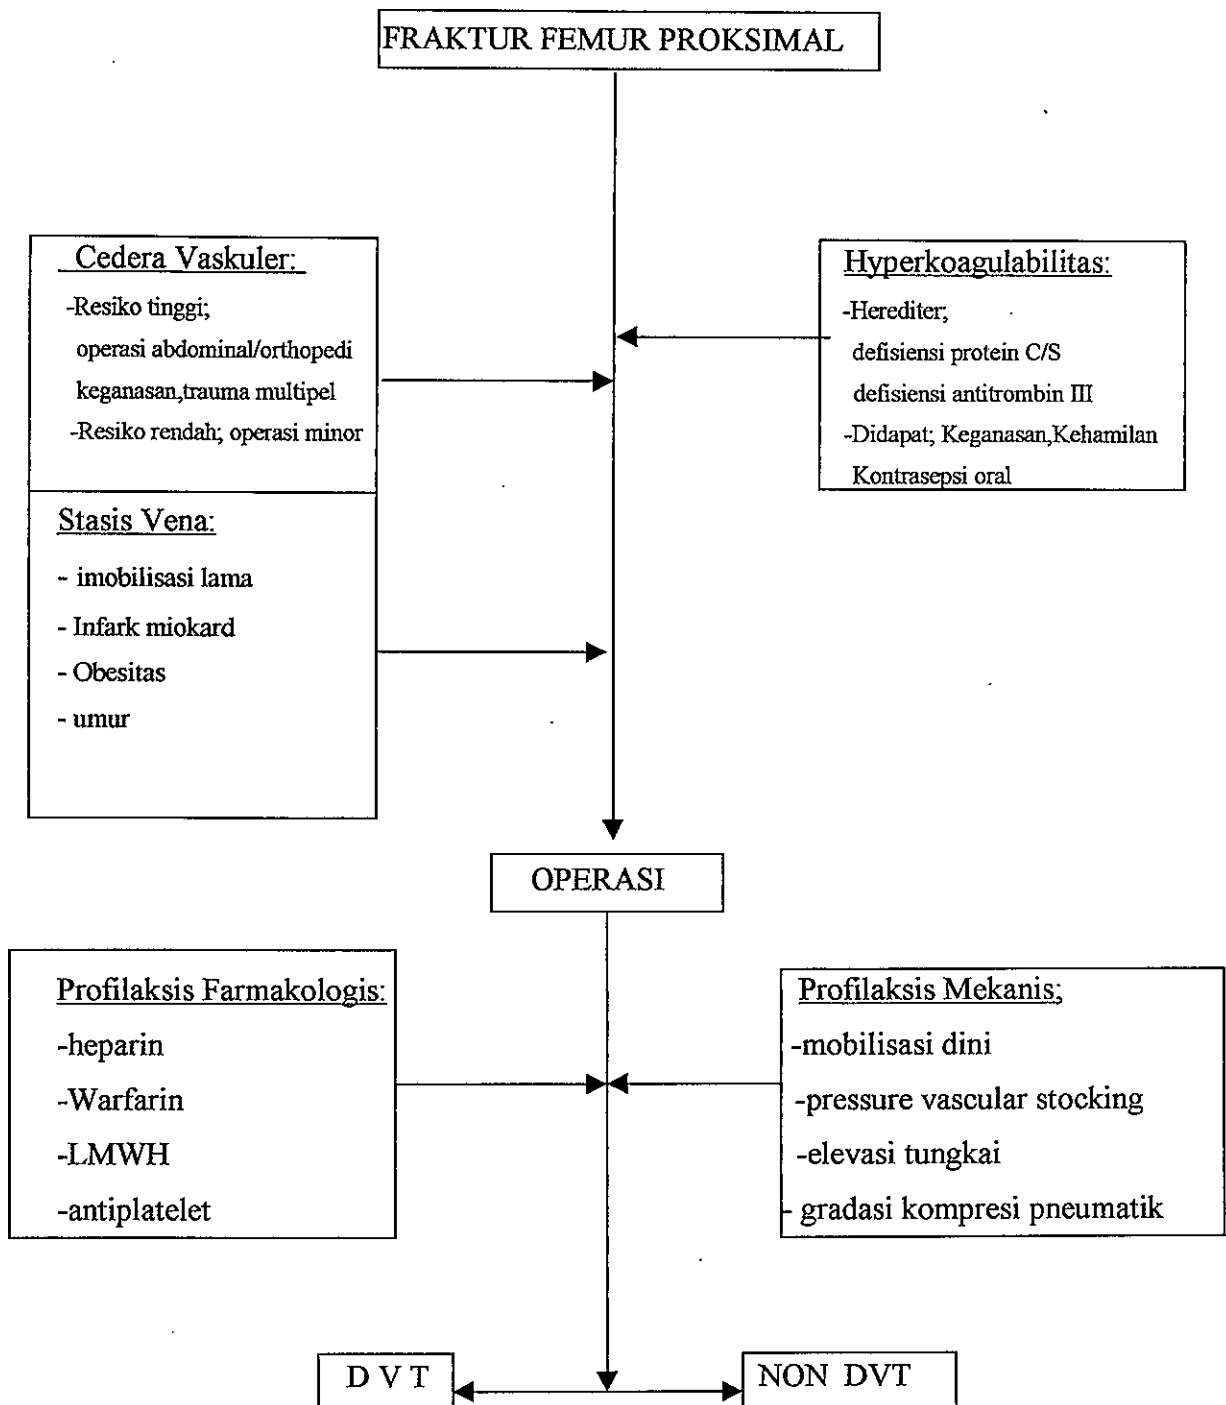 FRAKTUR FEMUR PROKSIMAL
Cedera Vaskuler:
-Resiko tinggi;
operasi abdominal/orthopedi
keganasan,trauma multipel
-Resiko rendah; operasi minor
Hyperkoagulabilitas:
-Herediter;
defisiensi protein C/S
defisiensi antitrombin III
-Didapat; Keganasan,Kehamilan
Kontrasepsi oral
Stasis Vena:
- imobilisasi lama
- Infark miokard
- Obesitas
- umur
OPERASI
Profilaksis Farmakologis:
-heparin
-Warfarin
-LMWH
-antiplatelet
Profilaksis Mekanis;
-mobilisasi dini
-pressure vascular stocking
-elevasi tungkai
- gradasi kompresi pneumatik
D V T
NON DVT